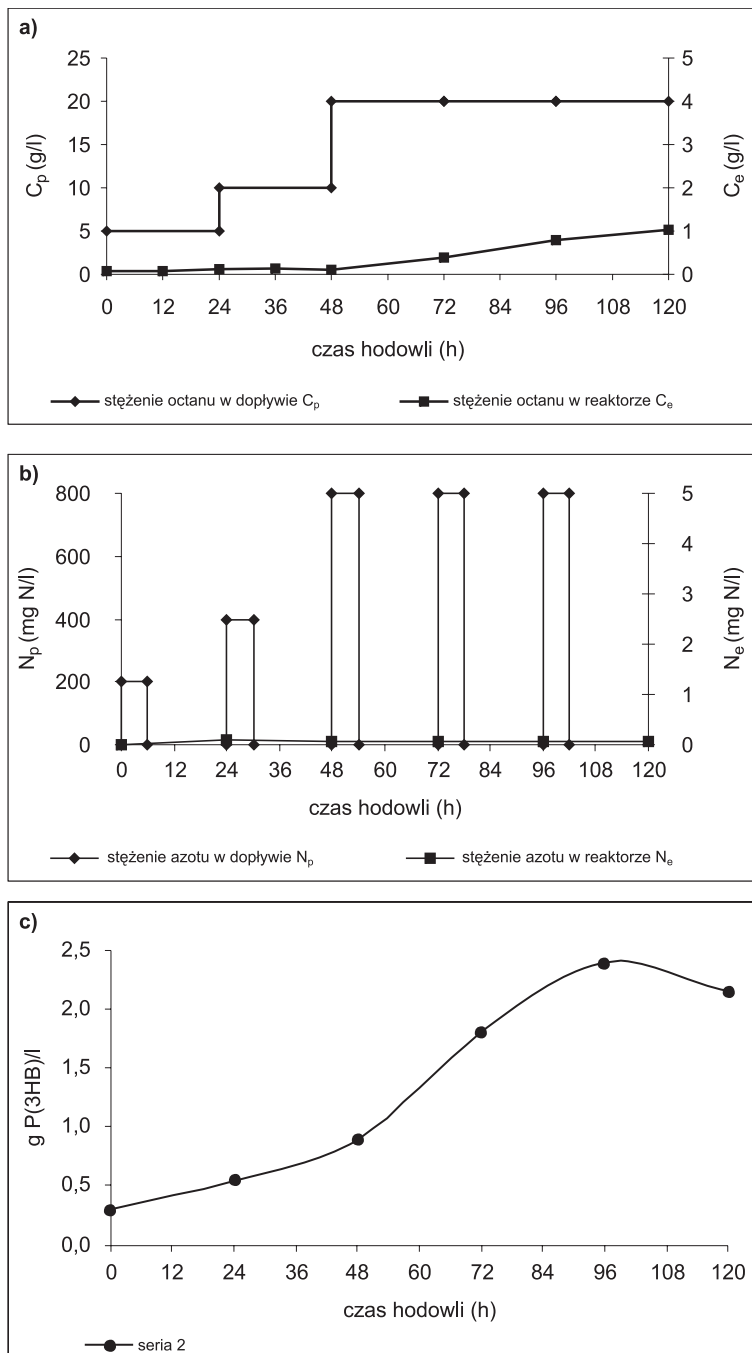 a)
25
20
15
10
5
0
C_p (g/l)
5
4
3
2
1
0
C_e (g/l)
0 12 24 36 48 60 72 84 96 108 120
czas hodowli (h)
stężenie octanu w dopływie C_p
stężenie octanu w reaktorze C_e
b)
800
600
400
200
0
N_p (mg N/l)
5
4
3
2
1
0
N_e (mg N/l)
0 12 24 36 48 60 72 84 96 108 120
czas hodowli (h)
stężenie azotu w dopływie N_p
stężenie azotu w reaktorze N_e
c)
2,5
2,0
1,5
1,0
0,5
0,0
g P(3HB)/l
0 12 24 36 48 60 72 84 96 108 120
czas hodowli (h)
seria 2